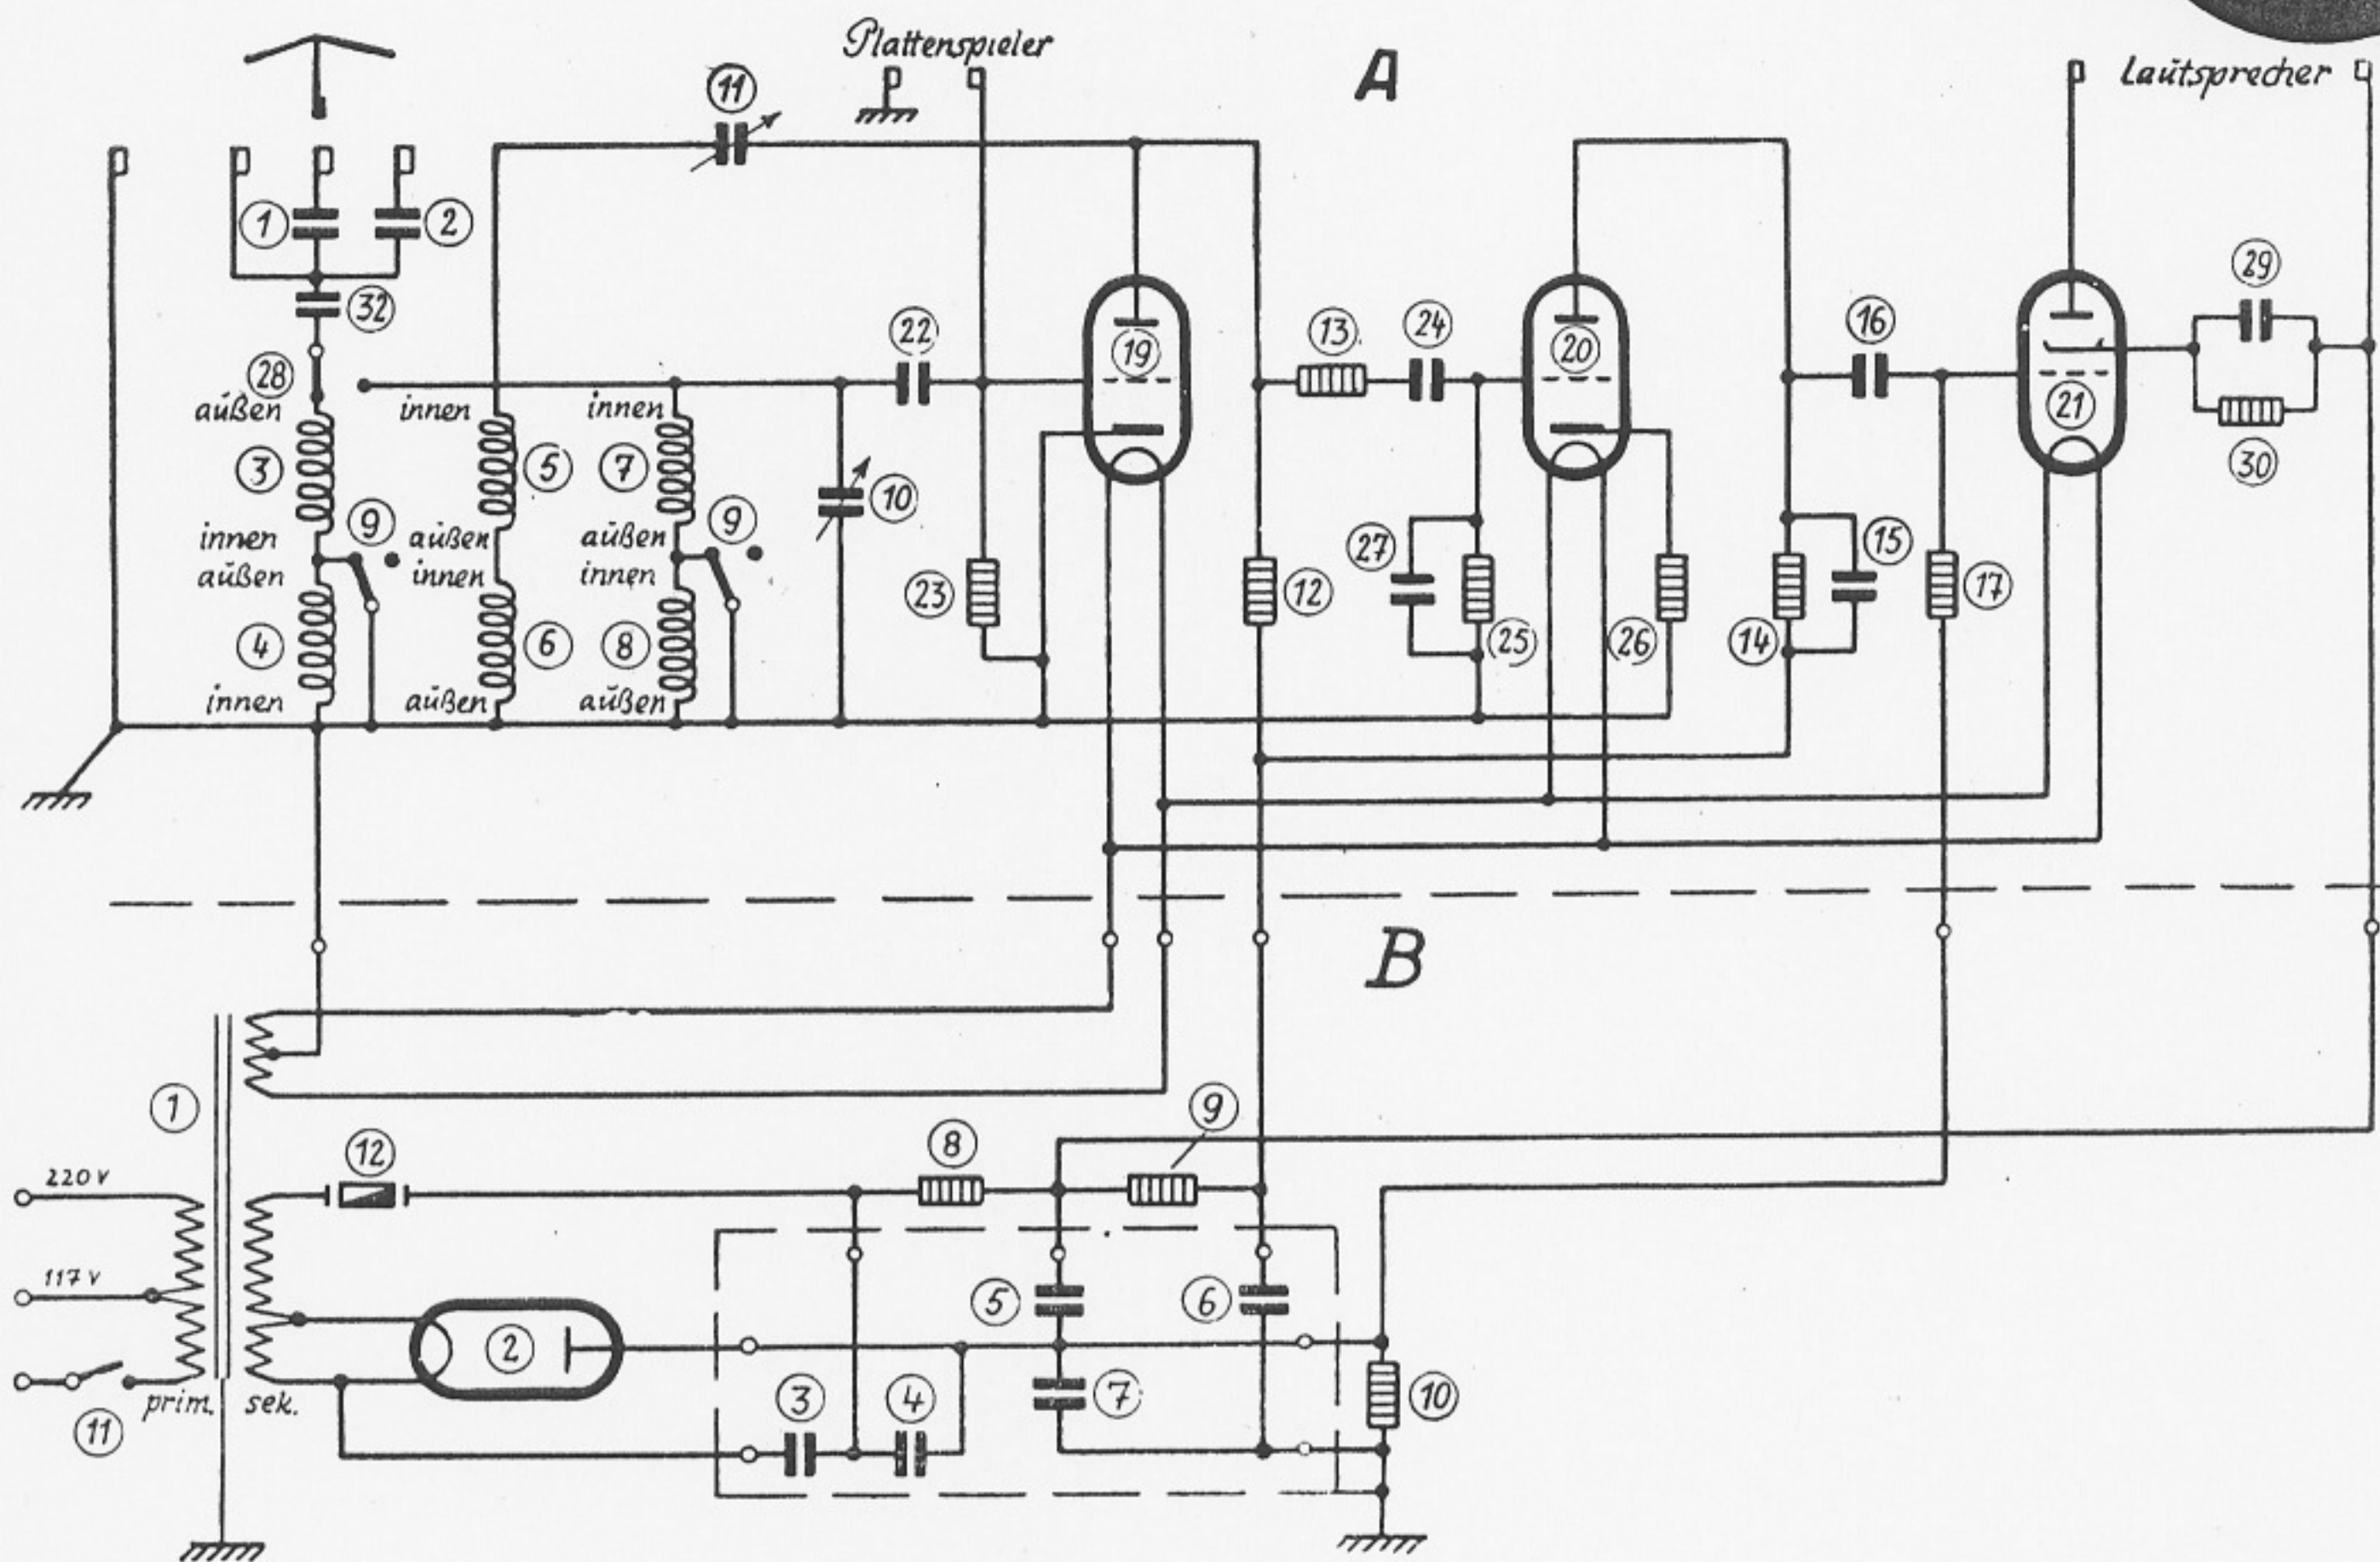 Plattenspieler
A
Lautsprecher
11
1
2
32
28
außen
innen
innen
22
19
13
24
20
16
21
29
30
3
9
5
7
9
10
innen
außen
außen
innen
außen
innen
23
12
27
25
26
14
15
17
4
6
8
innen
außen
außen
B
1
12
8
9
220 V
117 V
2
5
6
3
4
7
10
prim.
sek.
11